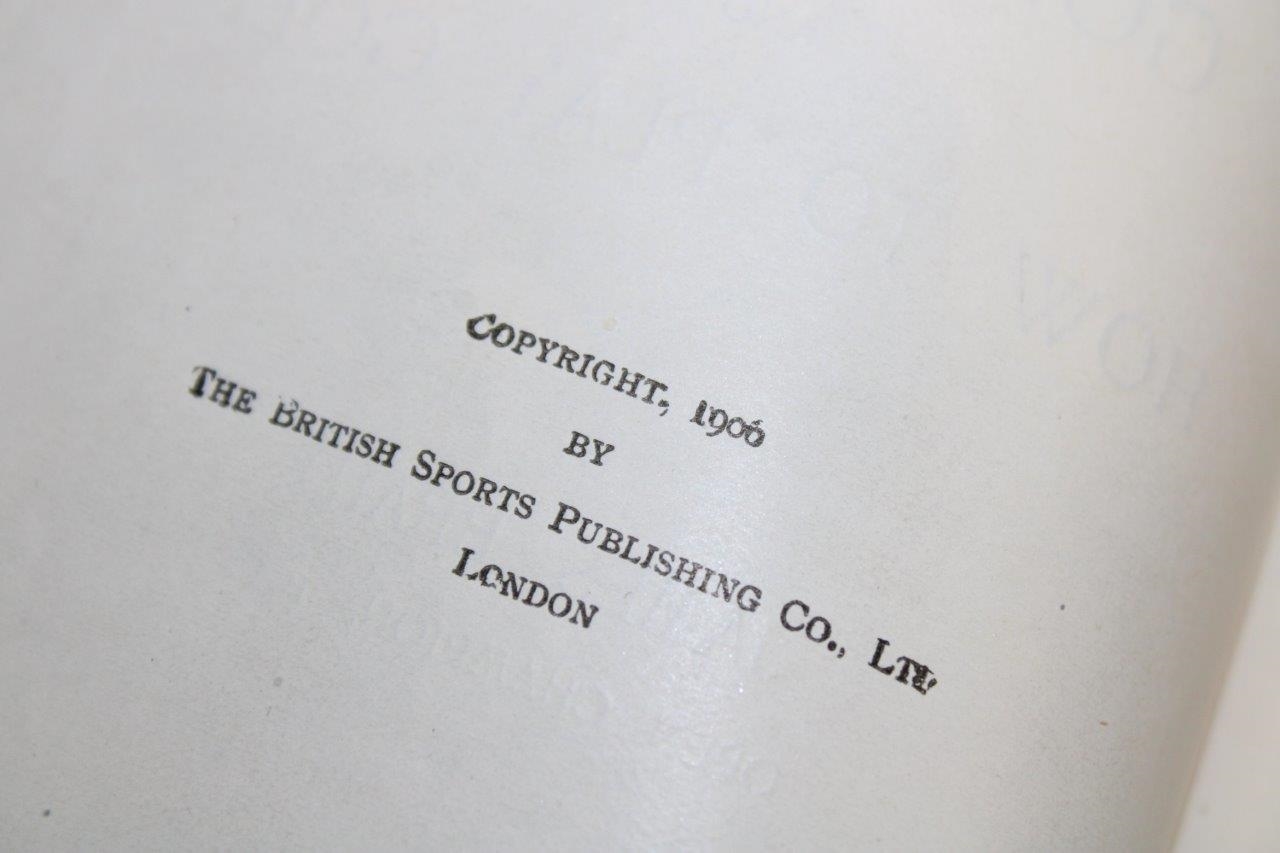 COPYRIGHT, 1906
BY
THE BRITISH SPORTS PUBLISHING CO., LTD
LONDON